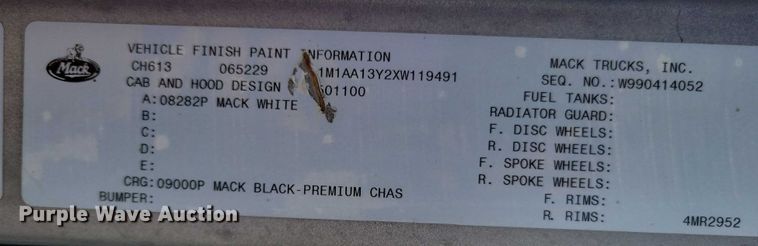 VEHICLE FINISH PAINT INFORMATION
CH613 065229 1M1AA13Y2XW119491
CAB AND HOOD DESIGN 501100
A: 08282P MACK WHITE
B:
C:
D:
E:
CRG: 09000P MACK BLACK-PREMIUM CHAS
BUMPER:
Mack
MACK TRUCKS, INC.
SEQ. NO.: W990414052
FUEL TANKS:
RADIATOR GUARD:
F. DISC WHEELS:
R. DISC WHEELS:
F. SPOKE WHEELS:
R. SPOKE WHEELS:
F. RIMS:
R. RIMS:
4MR2952
Purple Wave Auction